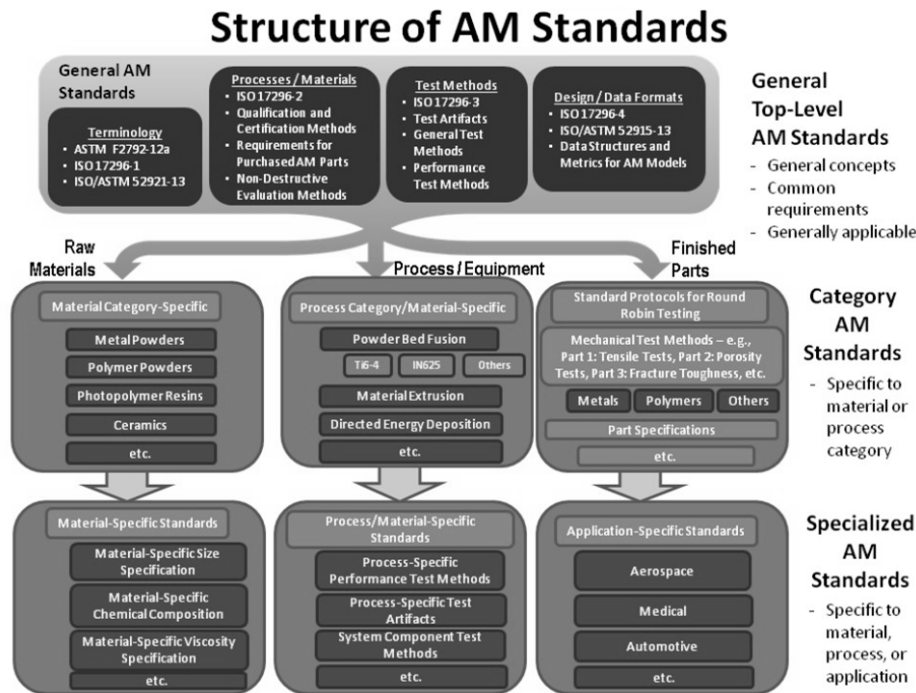 Structure of AM Standards
General AM
Standards
Terminology
• ASTM F2792-12a
• ISO 17296-1
• ISO/ASTM 52921-13
Processes / Materials
• ISO 17296-2
• Qualification and
Certification Methods
• Requirements for
Purchased AM Parts
• Non-Destructive
Evaluation Methods
Test Methods
• ISO 17296-3
• Test Artifacts
• General Test
Methods
• Performance
Test Methods
Design / Data Formats
• ISO 17296-4
• ISO/ASTM 52915-13
• Data Structures and
Metrics for AM Models
General
Top-Level
AM Standards
- General concepts
- Common
requirements
- Generally applicable
Raw
Materials
Process / Equipment
Finished
Parts
Material Category-Specific
Metal Powders
Polymer Powders
Photopolymer Resins
Ceramics
etc.
Process Category/Material-Specific
Powder Bed Fusion
Ti6-4 IN625 Others
Material Extrusion
Directed Energy Deposition
etc.
Standard Protocols for Round
Robin Testing
Mechanical Test Methods – e.g.,
Part 1: Tensile Tests, Part 2: Porosity
Tests, Part 3: Fracture Toughness, etc.
Metals Polymers Others
Part Specifications
etc.
Category
AM
Standards
- Specific to
material or
process
category
Material-Specific Standards
Material-Specific Size
Specification
Material-Specific
Chemical Composition
Material-Specific Viscosity
Specification
etc.
Process/Material-Specific
Standards
Process-Specific
Performance Test Methods
Process-Specific Test
Artifacts
System Component Test
Methods
etc.
Application-Specific Standards
Aerospace
Medical
Automotive
etc.
Specialized
AM
Standards
- Specific to
material,
process, or
application